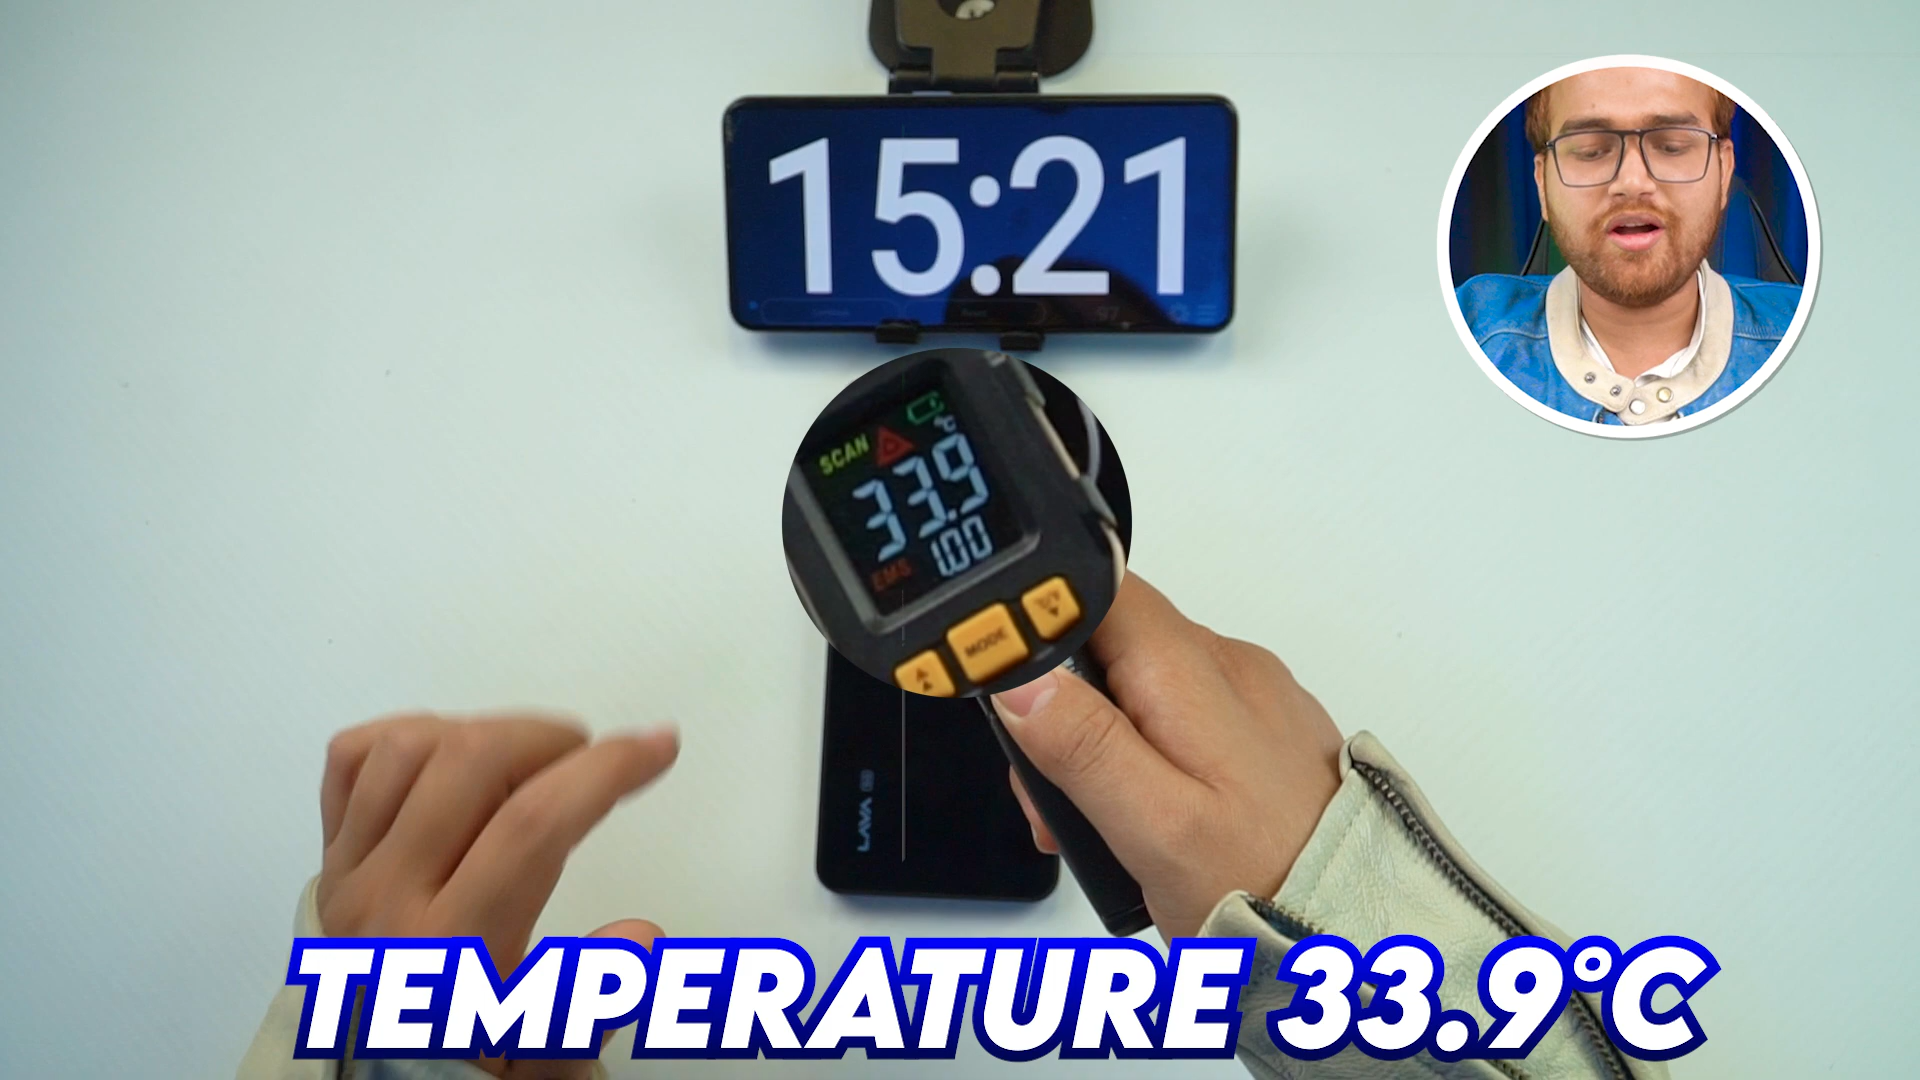 15:21
SCAN
°C
33.9
EMS 1.00
MODE
LAVA
TEMPERATURE 33.9°C